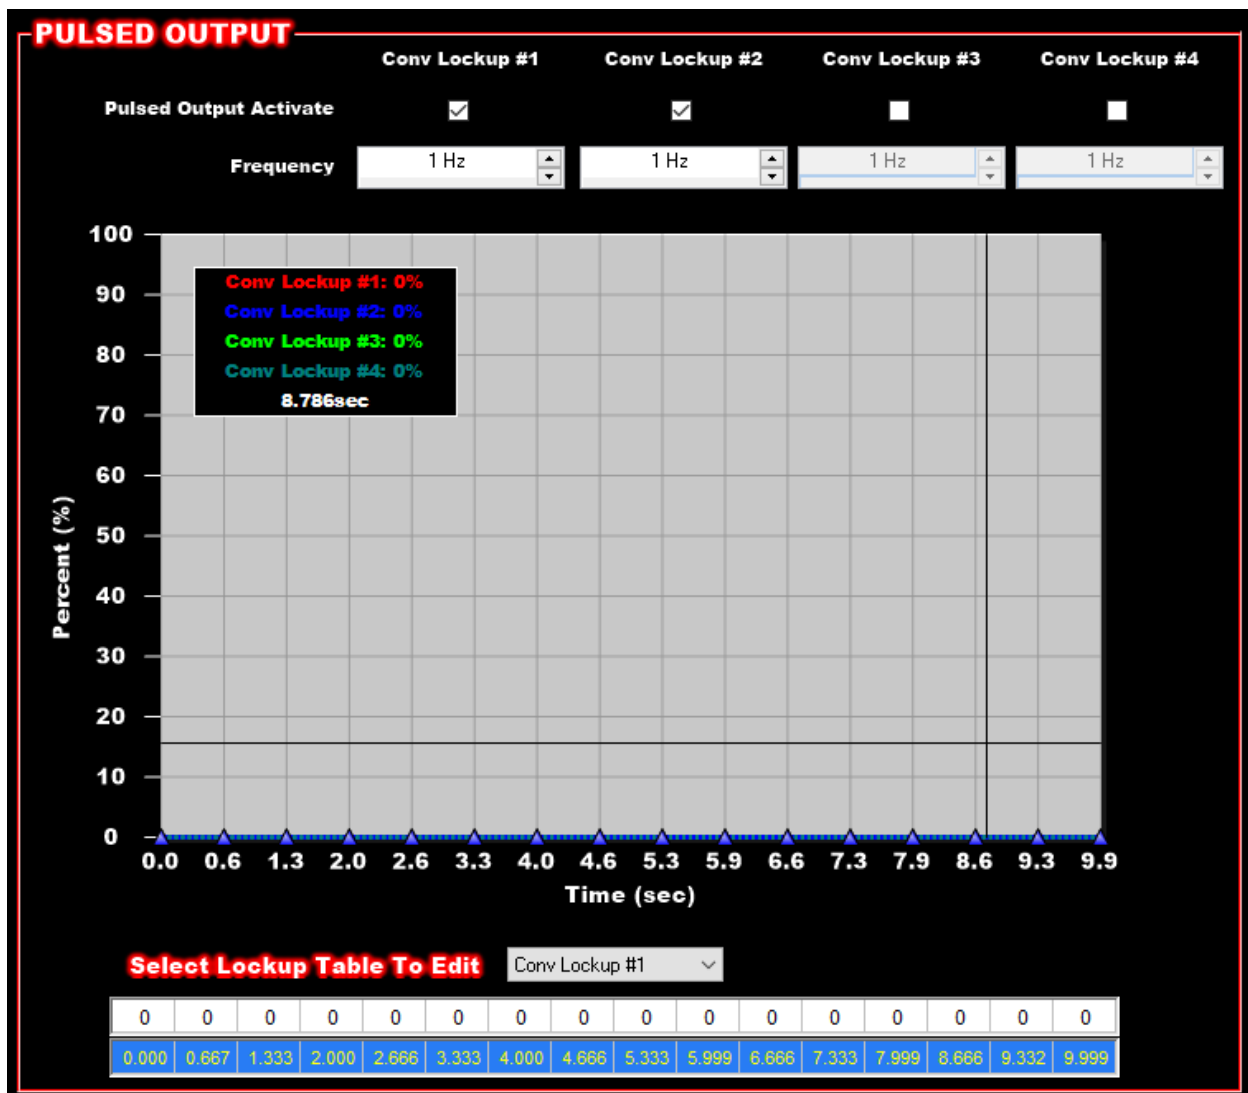 PULSED OUTPUT
Conv Lockup #1 Conv Lockup #2 Conv Lockup #3 Conv Lockup #4
Pulsed Output Activate
Frequency 1 Hz 1 Hz 1 Hz 1 Hz
100
90
80
70
60
50
40
30
20
10
0
Percent (%)
Conv Lockup #1: 0%
Conv Lockup #2: 0%
Conv Lockup #3: 0%
Conv Lockup #4: 0%
8.786sec
0.0 0.6 1.3 2.0 2.6 3.3 4.0 4.6 5.3 5.9 6.6 7.3 7.9 8.6 9.3 9.9
Time (sec)
Select Lockup Table To Edit Conv Lockup #1
0 0 0 0 0 0 0 0 0 0 0 0 0 0 0 0
0.000 0.667 1.333 2.000 2.666 3.333 4.000 4.666 5.333 5.999 6.666 7.333 7.999 8.666 9.332 9.999